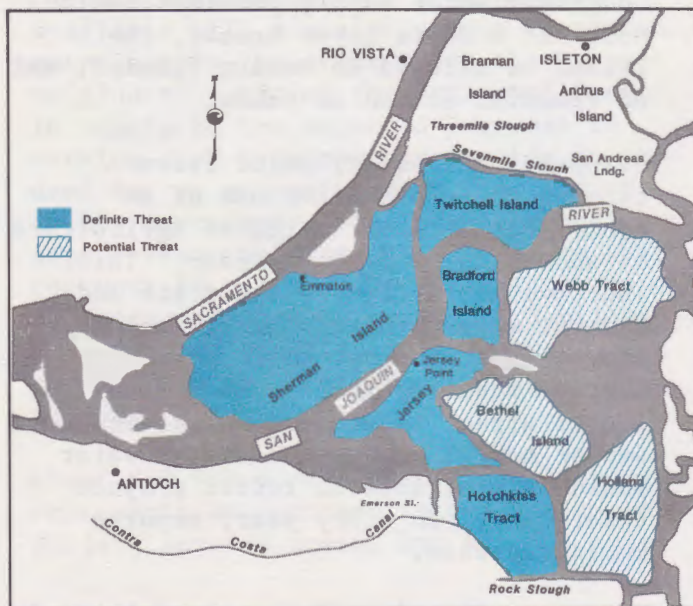 RIO VISTA
ISLETON
Brannan
Island
Andrus
Island
Threemile Slough
RIVER
Sevenmile Slough
San Andreas
Lndg.
Twitchell Island
RIVER
Definite Threat
Potential Threat
Bradford
Island
Webb Tract
Emmaton
SACRAMENTO
Sherman Island
Jersey
Point
JOAQUIN
Jersey
SAN
Bethel
Island
ANTIOCH
Hotchkiss
Tract
Holland
Tract
Emerson Sl.
Contra Costa Canal
Rock Slough